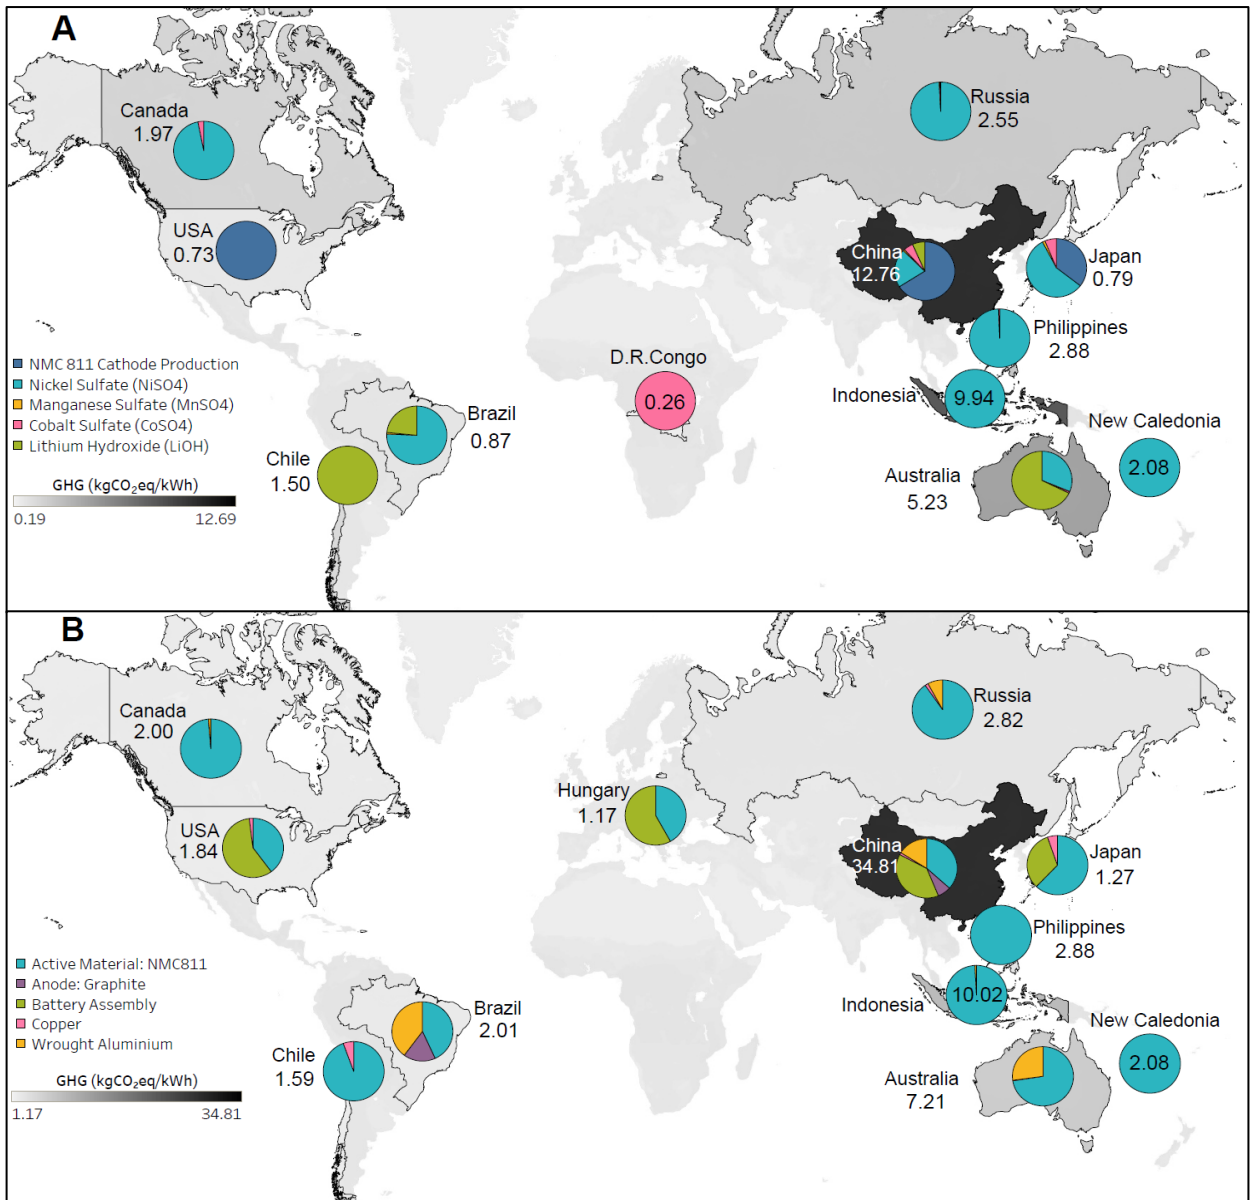 A
Canada
1.97
Russia
2.55
USA
0.73
China
12.76
Japan
0.79
Philippines
2.88
NMC 811 Cathode Production
Nickel Sulfate (NiSO4)
Manganese Sulfate (MnSO4)
Cobalt Sulfate (CoSO4)
Lithium Hydroxide (LiOH)
D.R.Congo
0.26
Indonesia
9.94
Brazil
0.87
New Caledonia
2.08
Chile
1.50
Australia
5.23
GHG (kgCO₂eq/kWh)
0.19 12.69
B
Canada
2.00
Russia
2.82
Hungary
1.17
USA
1.84
China
34.81
Japan
1.27
Philippines
2.88
Active Material: NMC811
Anode: Graphite
Battery Assembly
Copper
Wrought Aluminium
Indonesia
10.02
Brazil
2.01
New Caledonia
2.08
Chile
1.59
Australia
7.21
GHG (kgCO₂eq/kWh)
1.17 34.81